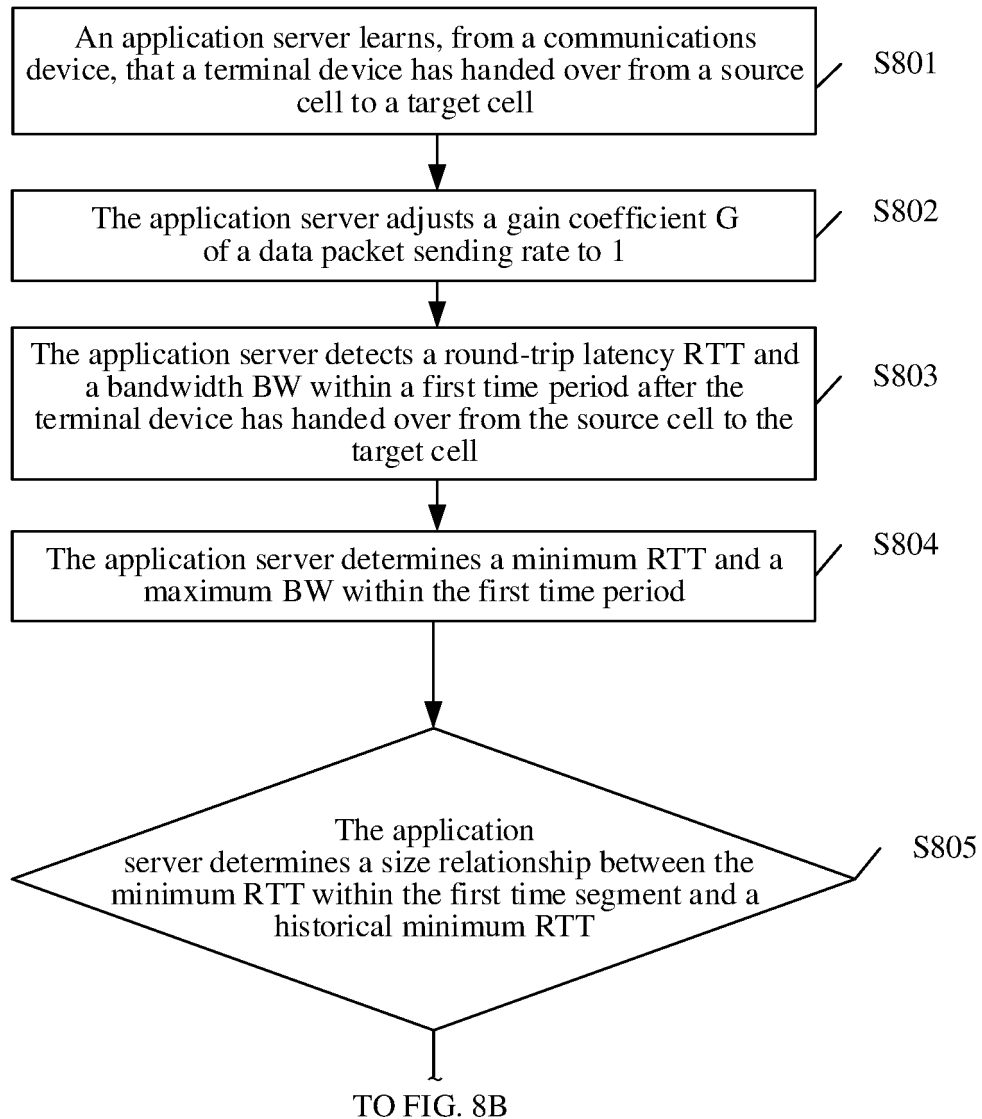 An application server learns, from a communications
device, that a terminal device has handed over from a source
cell to a target cell
S801
The application server adjusts a gain coefficient G
of a data packet sending rate to 1
S802
The application server detects a round-trip latency RTT and
a bandwidth BW within a first time period after the
terminal device has handed over from the source cell to the
target cell
S803
The application server determines a minimum RTT and a
maximum BW within the first time period
S804
The application
server determines a size relationship between the
minimum RTT within the first time segment and a
historical minimum RTT
S805
TO FIG. 8B